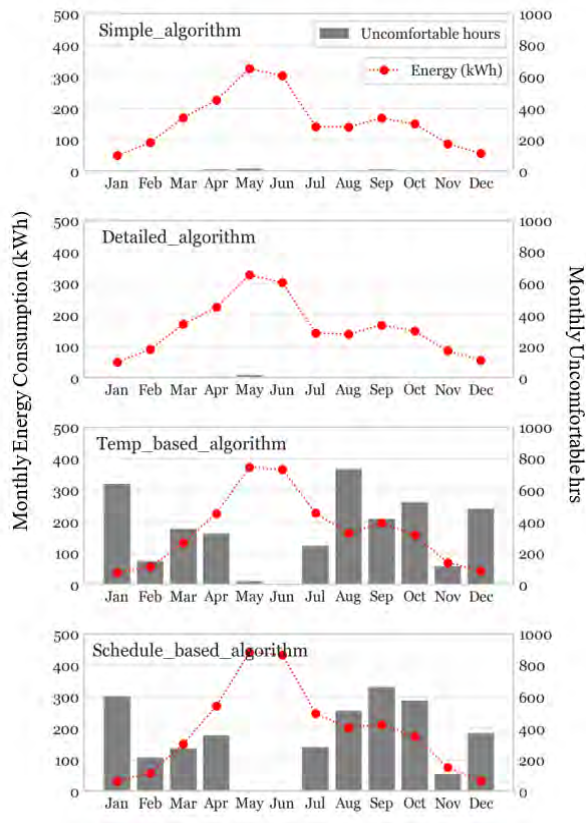 Simple_algorithm
Uncomfortable hours
Energy (kWh)
500 400 300 200 100 0
1000 800 600 400 200 0
Jan Feb Mar Apr May Jun Jul Aug Sep Oct Nov Dec
Detailed_algorithm
500 400 300 200 100 0
1000 800 600 400 200 0
Jan Feb Mar Apr May Jun Jul Aug Sep Oct Nov Dec
Temp_based_algorithm
500 400 300 200 100 0
1000 800 600 400 200 0
Jan Feb Mar Apr May Jun Jul Aug Sep Oct Nov Dec
Schedule_based_algorithm
500 400 300 200 100 0
1000 800 600 400 200 0
Jan Feb Mar Apr May Jun Jul Aug Sep Oct Nov Dec
Monthly Energy Consumption (kWh)
Monthly Uncomfortable hrs